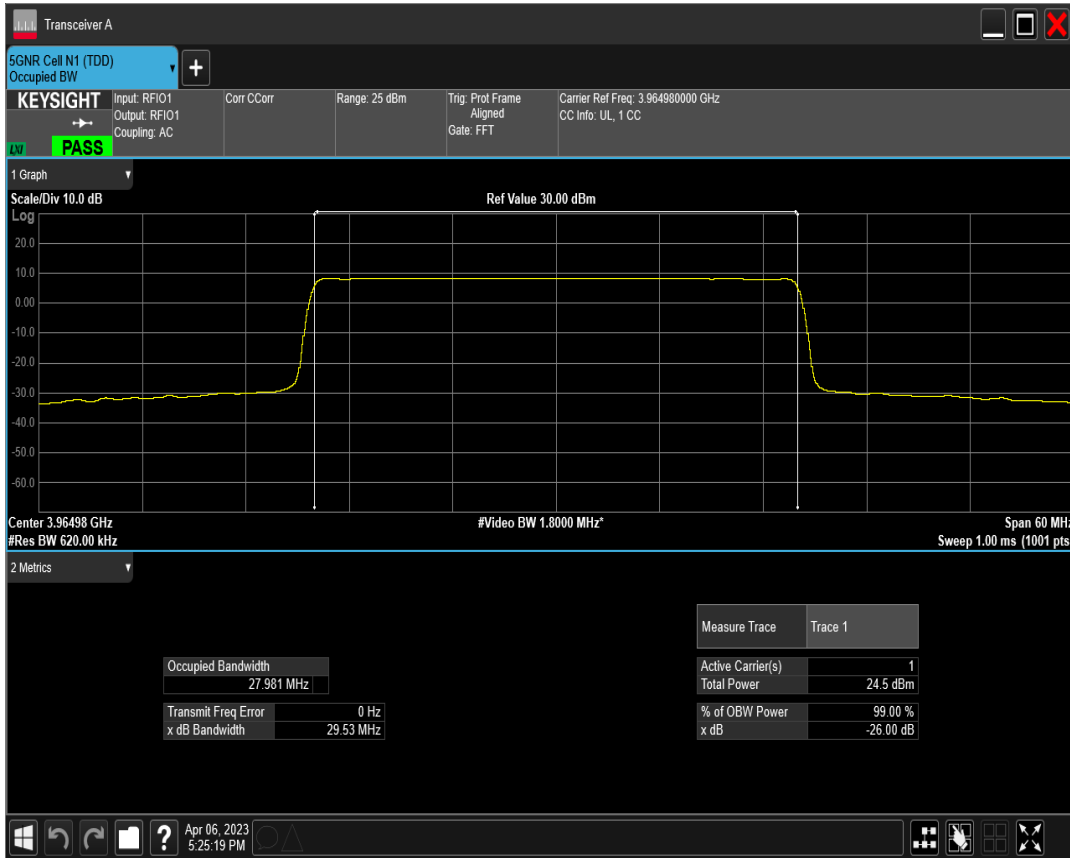 Transceiver A
5GNR Cell N1 (TDD)
Occupied BW
KEYSIGHT
Input: RFIO1
Output: RFIO1
Coupling: AC
Corr CCorr
Range: 25 dBm
Trig: Prot Frame
Aligned
Gate: FFT
Carrier Ref Freq: 3.964980000 GHz
CC Info: UL, 1 CC
LXI
PASS
1 Graph
Scale/Div 10.0 dB
Ref Value 30.00 dBm
Log
20.0
10.0
0.00
-10.0
-20.0
-30.0
-40.0
-50.0
-60.0
Center 3.96498 GHz
#Video BW 1.8000 MHz*
Span 60 MHz
#Res BW 620.00 kHz
Sweep 1.00 ms (1001 pts
2 Metrics
Measure Trace Trace 1
Occupied Bandwidth
27.981 MHz
Active Carrier(s) 1
Total Power 24.5 dBm
Transmit Freq Error 0 Hz
x dB Bandwidth 29.53 MHz
% of OBW Power 99.00 %
x dB -26.00 dB
?
Apr 06, 2023
5:25:19 PM